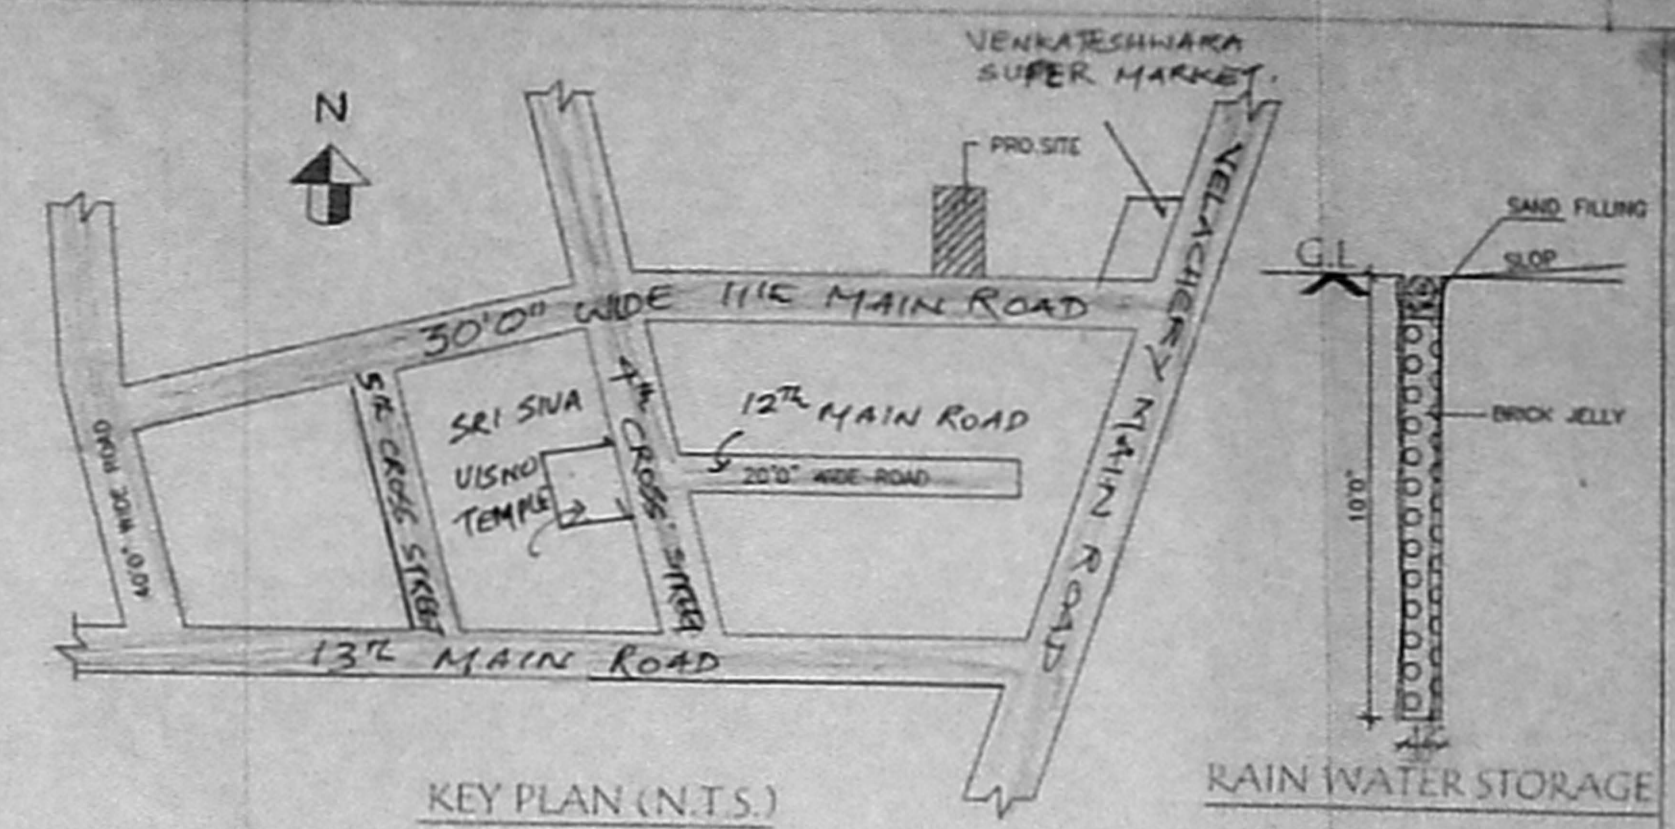 VENKATESHWARA
SUPER MARKET.
N
PRO.SITE
VELACHERY MAIN ROAD
SAND FILLING
G.L
SLOP
30'0" WIDE 11TE MAIN ROAD
5TH CROSS STREET
4th CROSS STREET
SRI SIVA
VISNO
TEMPLE
12Th MAIN ROAD
20'0" WIDE ROAD
40'0" WIDE ROAD
BRICK JELLY
10'0"
13Th MAIN ROAD
KEY PLAN (N.T.S.)
RAIN WATER STORAGE